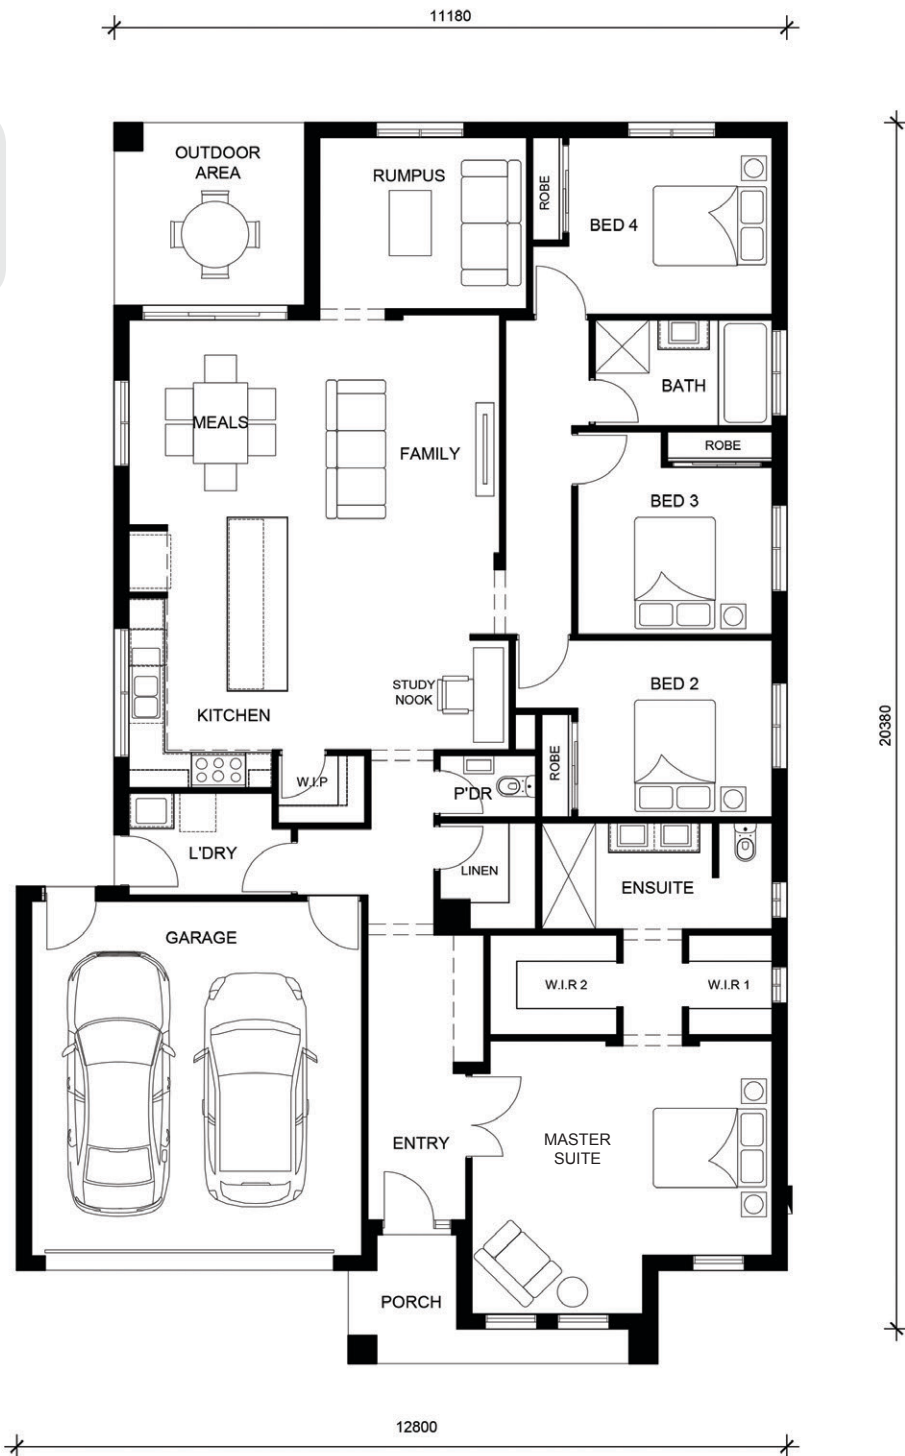 11180
OUTDOOR
AREA
RUMPUS
ROBE
BED 4
BATH
MEALS
FAMILY
ROBE
BED 3
20380
STUDY
NOOK
BED 2
KITCHEN
ROBE
W.I.P
P'DR
L'DRY
LINEN
ENSUITE
GARAGE
W.I.R 2
W.I.R 1
ENTRY
MASTER
SUITE
PORCH
12800